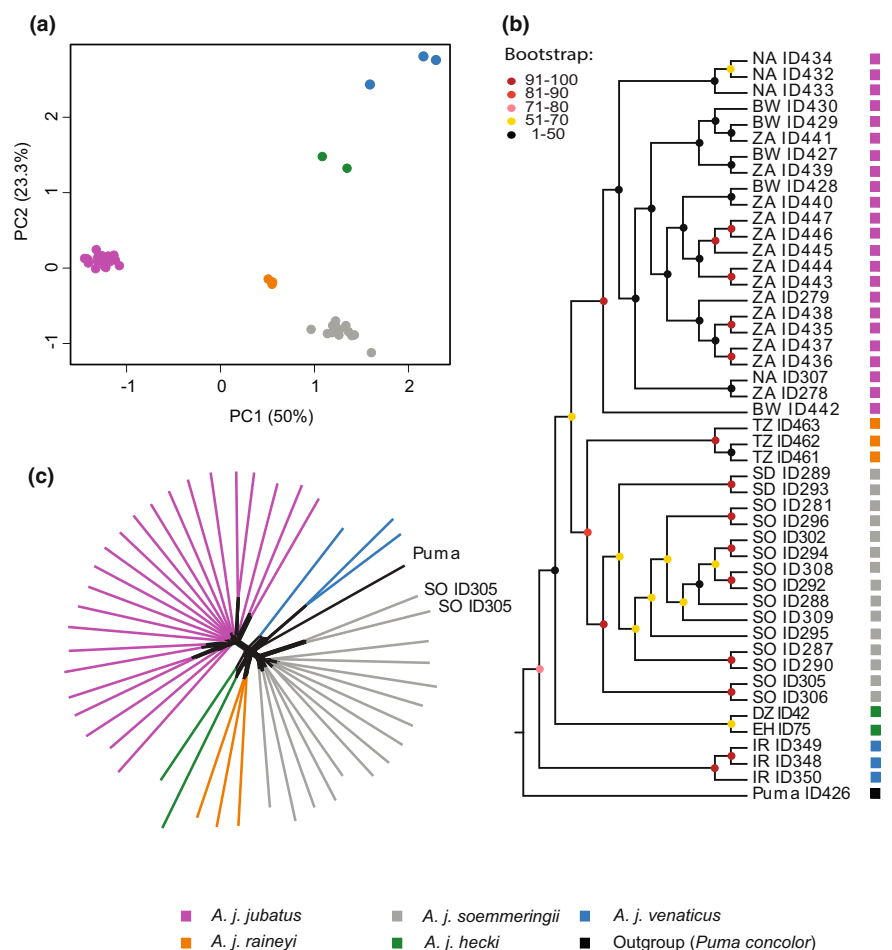 (a)
PC2 (23.3%)
2
1
0
-1
-1
0
1
2
PC1 (50%)
(b)
Bootstrap:
91-100
81-90
71-80
51-70
1-50
NA ID434
NA ID432
NA ID433
BW ID430
BW ID429
ZA ID441
BW ID427
ZA ID439
BW ID428
ZA ID440
ZA ID447
ZA ID446
ZA ID445
ZA ID444
ZA ID443
ZA ID279
ZA ID438
ZA ID435
ZA ID437
ZA ID436
NA ID307
ZA ID278
BW ID442
TZ ID463
TZ ID462
TZ ID461
SD ID289
SD ID293
SO ID281
SO ID296
SO ID302
SO ID294
SO ID308
SO ID292
SO ID288
SO ID309
SO ID295
SO ID287
SO ID290
SO ID305
SO ID306
DZ ID42
EH ID75
IR ID349
IR ID348
IR ID350
Puma ID426
(c)
Puma
SO ID305
SO ID305
A. j. jubatus
A. j. soemmeringii
A. j. venaticus
A. j. raineyi
A. j. hecki
Outgroup (Puma concolor)